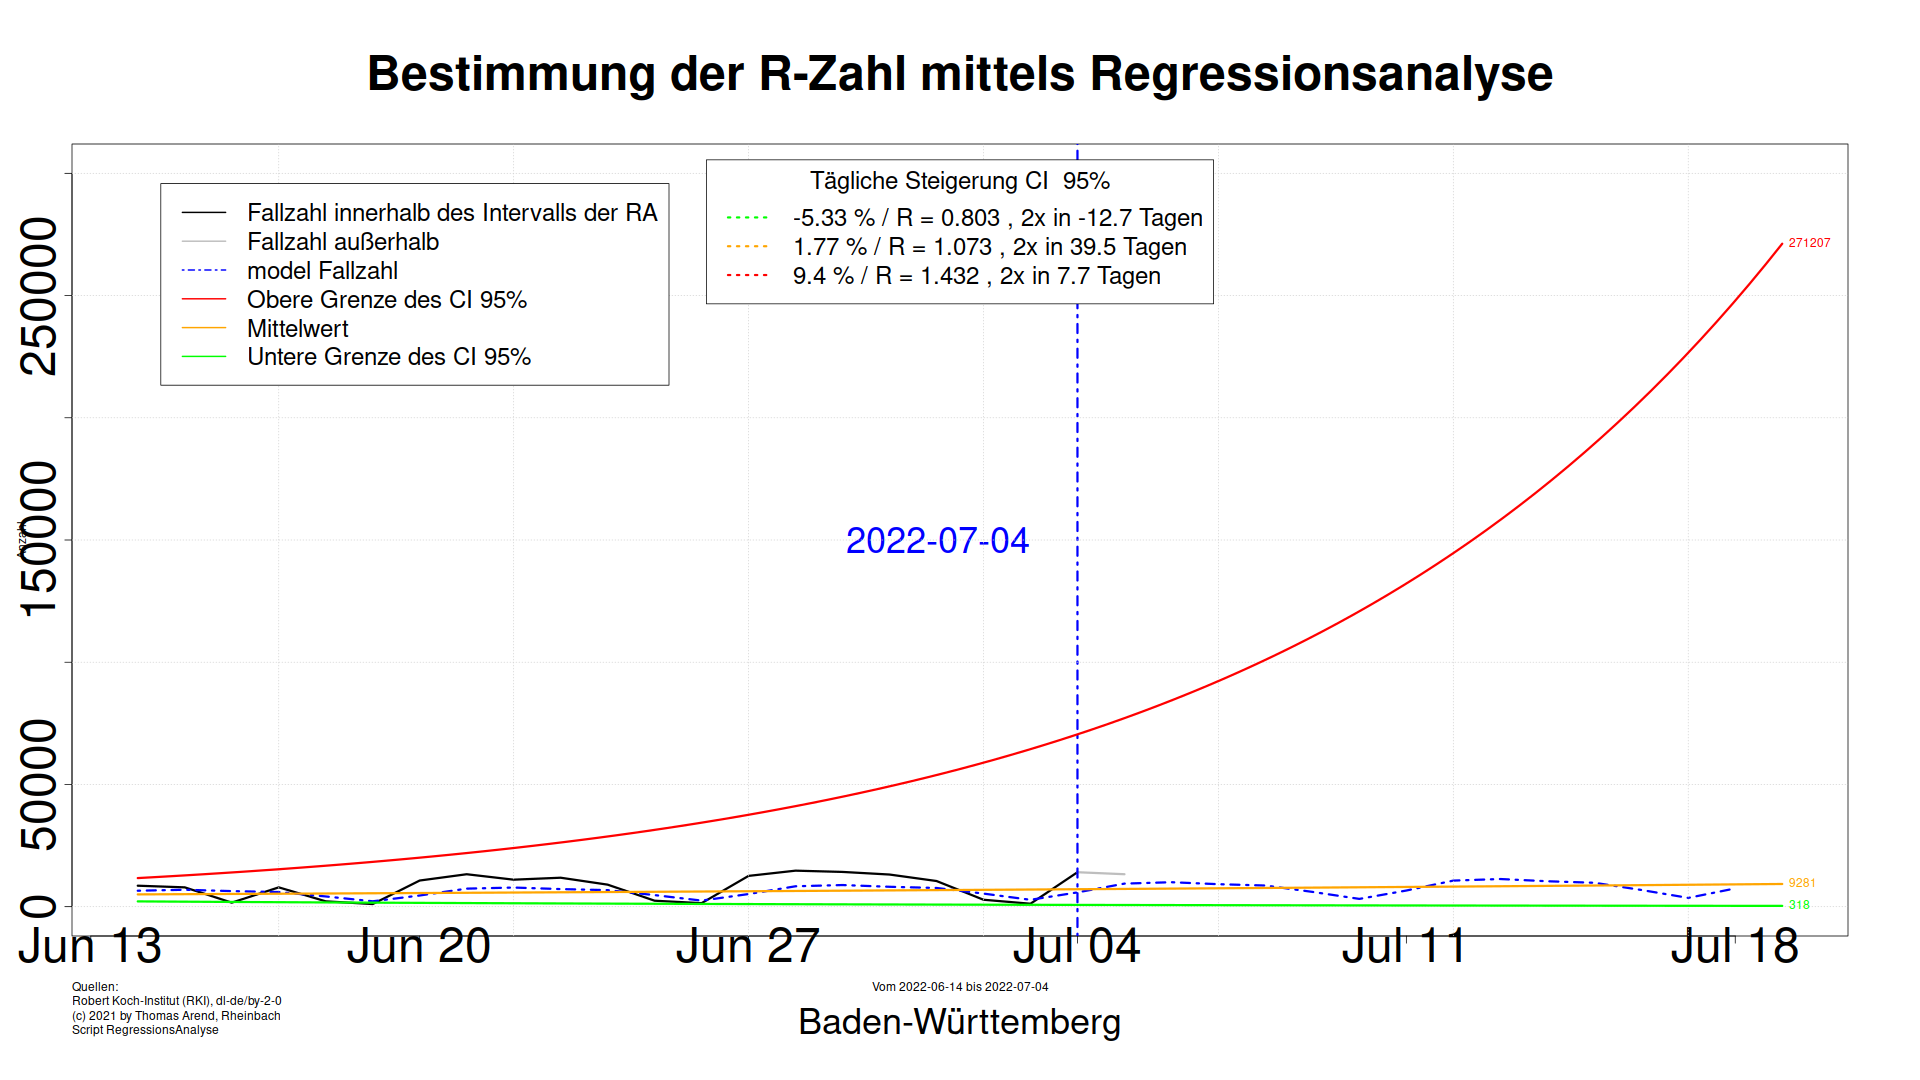 Bestimmung der R-Zahl mittels Regressionsanalyse
Fallzahl innerhalb des Intervalls der RA
Fallzahl außerhalb
model Fallzahl
Obere Grenze des CI 95%
Mittelwert
Untere Grenze des CI 95%
Tägliche Steigerung CI  95%
-5.33 % / R = 0.803 , 2x in -12.7 Tagen
1.77 % / R = 1.073 , 2x in 39.5 Tagen
9.4 % / R = 1.432 , 2x in 7.7 Tagen
271207
250000
150000
50000
0
Anzahl
2022-07-04
9281
318
Jun 13
Jun 20
Jun 27
Jul 04
Jul 11
Jul 18
Quellen:
Robert Koch-Institut (RKI), dl-de/by-2-0
(c) 2021 by Thomas Arend, Rheinbach
Script RegressionsAnalyse
Vom 2022-06-14 bis 2022-07-04
Baden-Württemberg